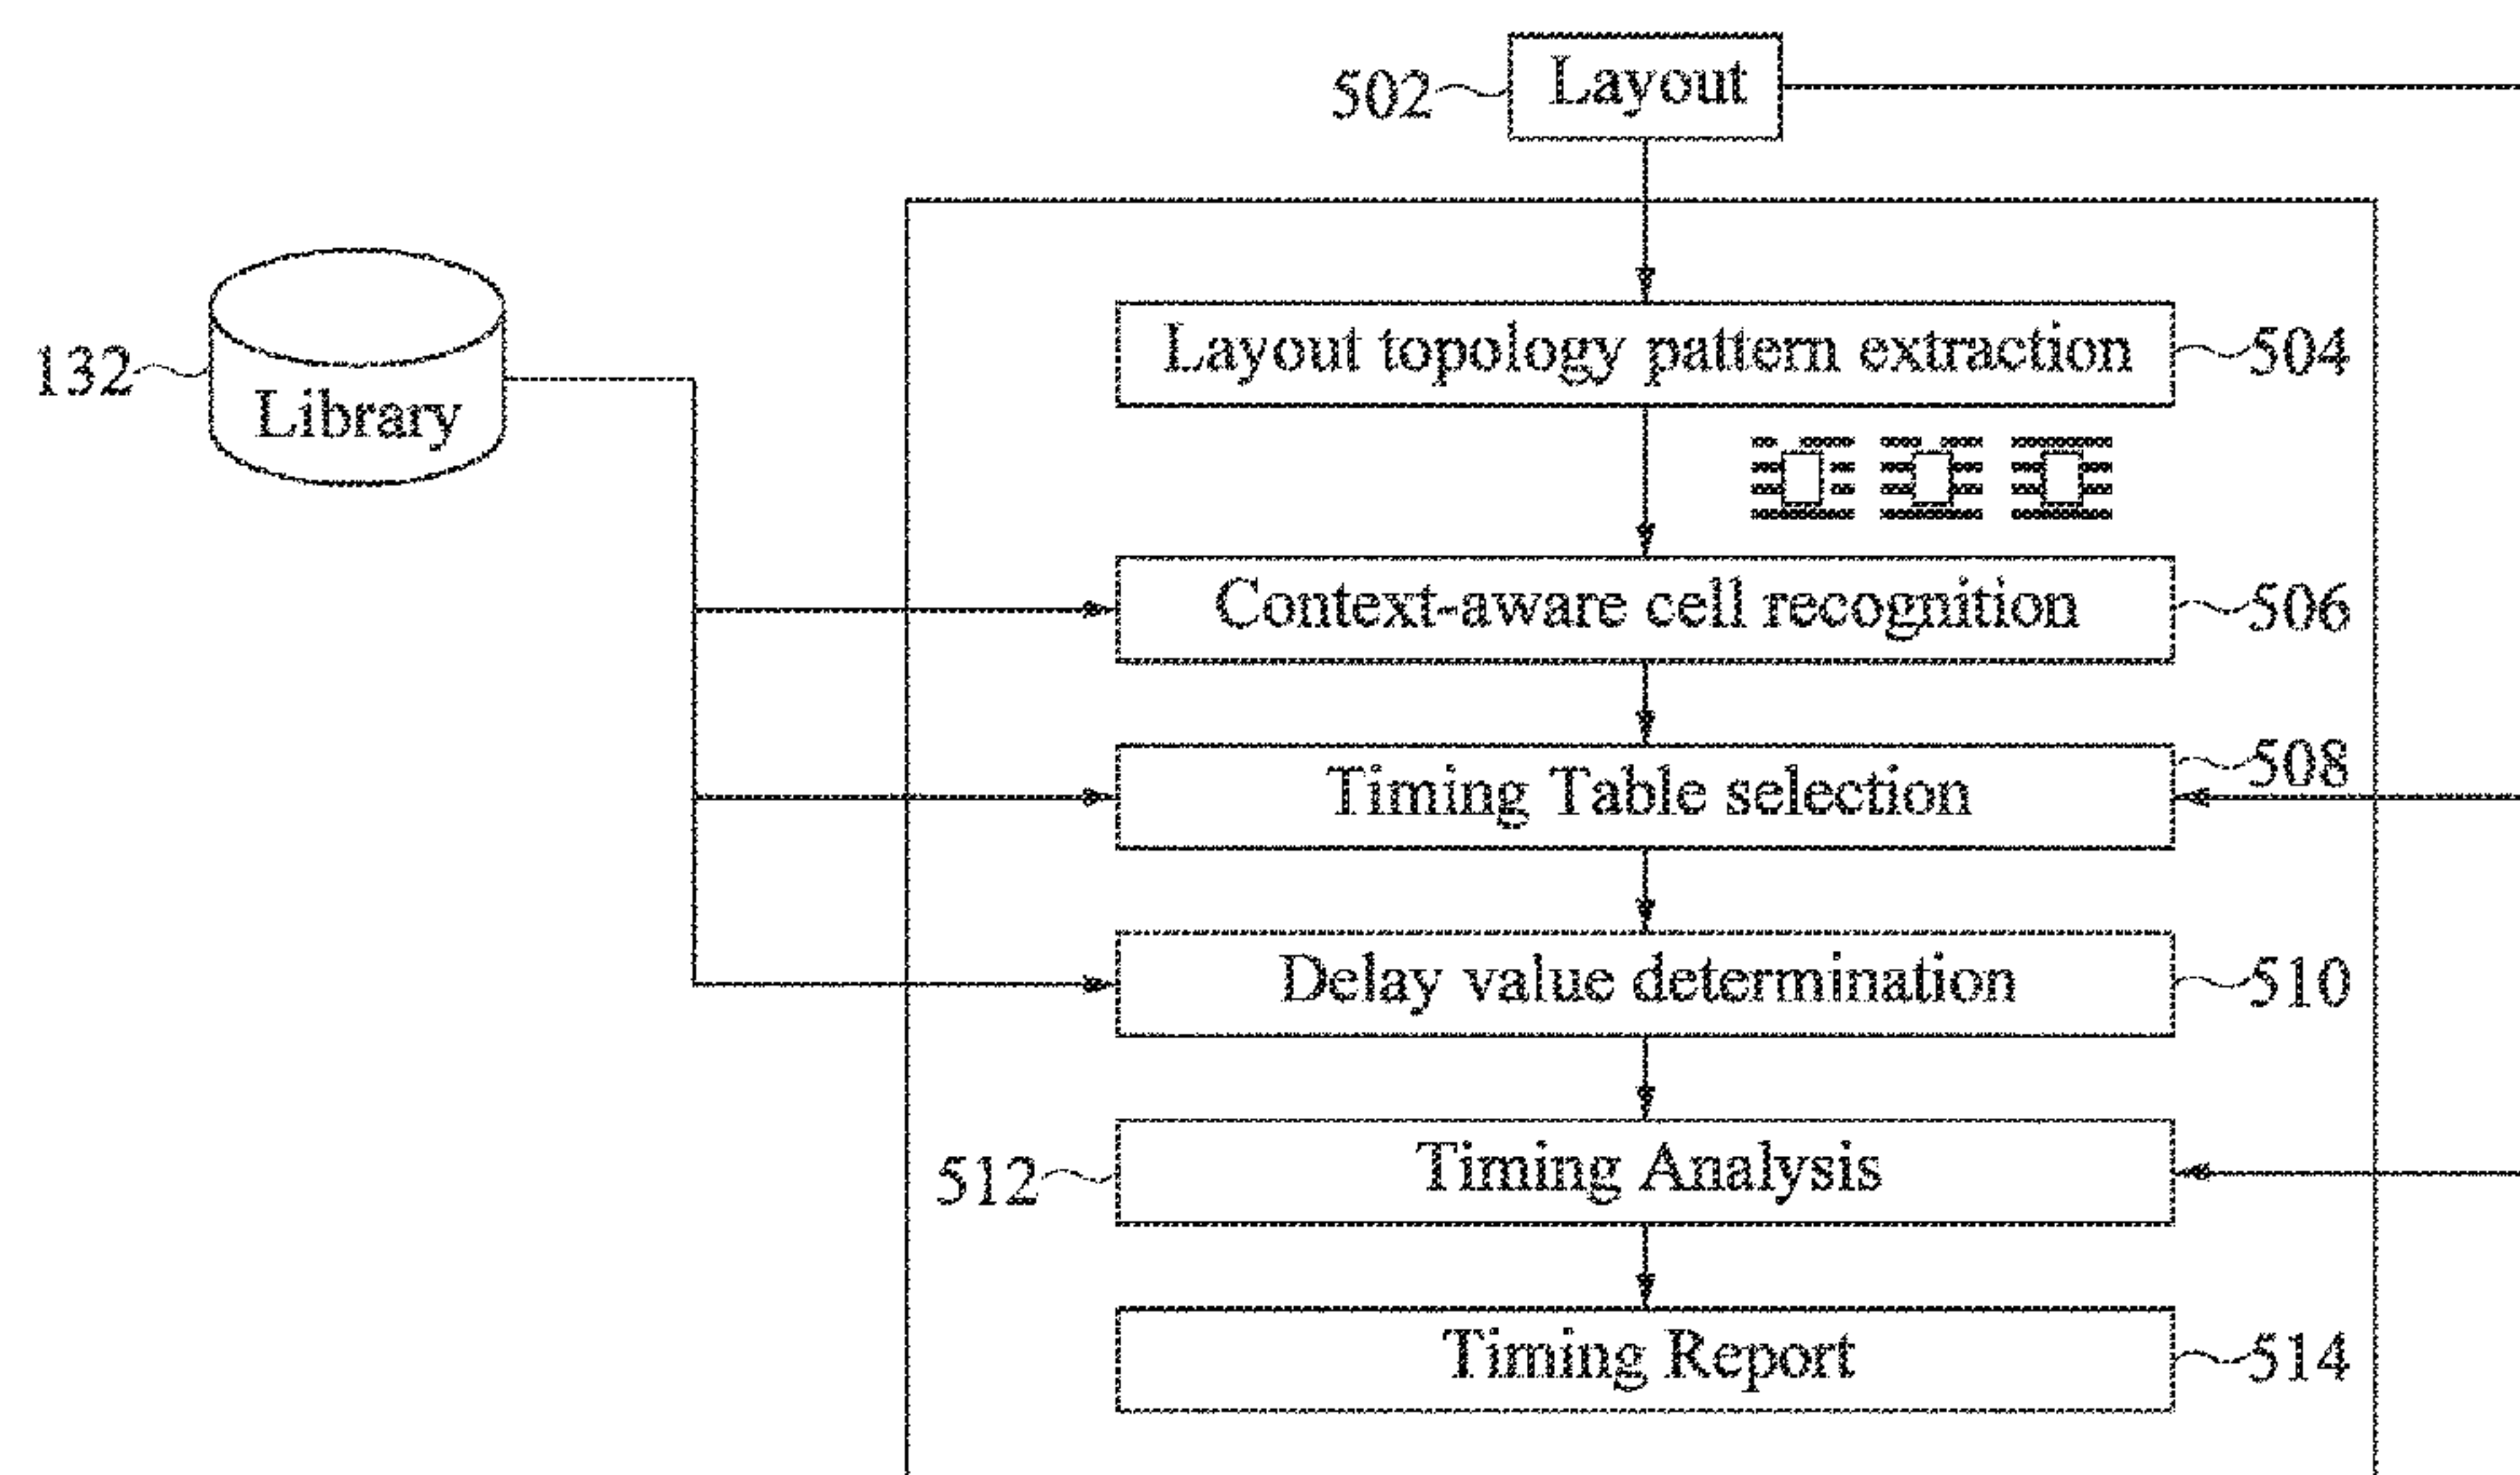 502 Layout
Layout topology pattern extraction 504
132 Library
Context-aware cell recognition 506
Timing Table selection 508
Delay value determination 510
512 Timing Analysis
Timing Report 514